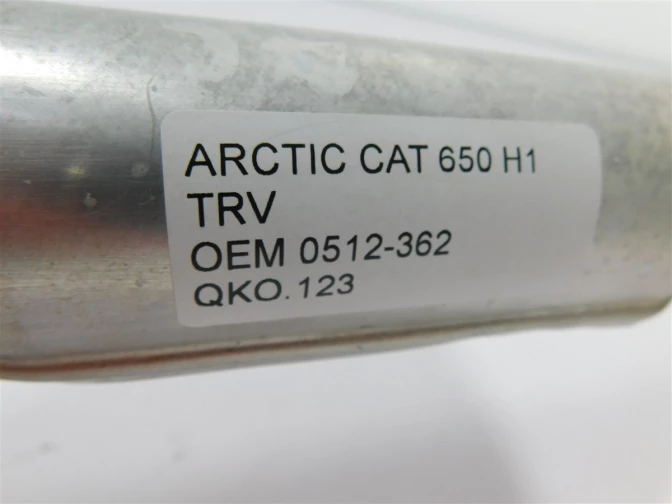 ARCTIC CAT 650 H1
TRV
OEM 0512-362
QKO.123